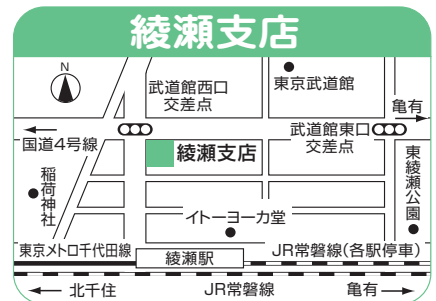 綾瀬支店
N
武道館西口
交差点
東京武道館
亀有
国道4号線
武道館東口
交差点
綾瀬支店
稲荷神社
東綾瀬公園
イトーヨーカ堂
東京メトロ千代田線
綾瀬駅
JR常磐線(各駅停車)
北千住
JR常磐線
亀有